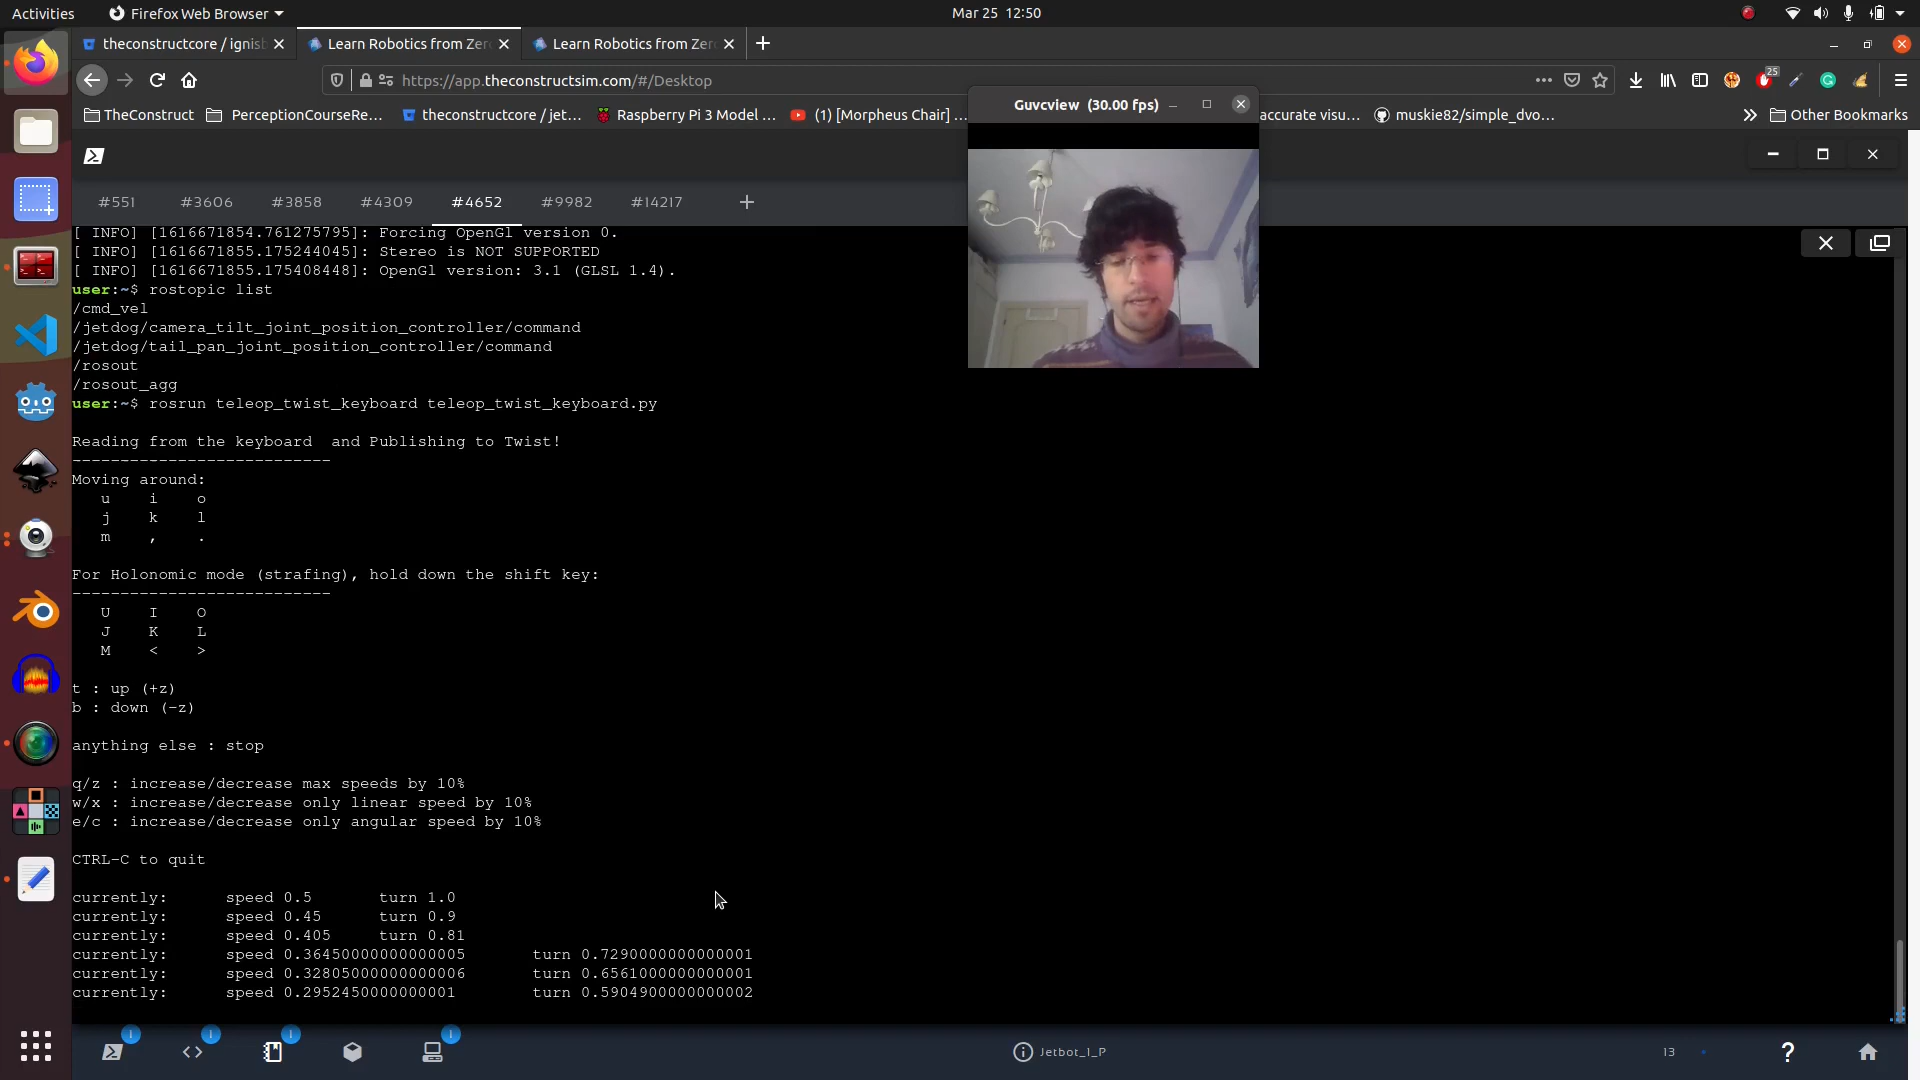 Activities
Firefox Web Browser
Mar 25 12:50
theconstructcore / ignisb
Learn Robotics from Zer
Learn Robotics from Zer
https://app.theconstructsim.com/#/Desktop
25
TheConstruct
PerceptionCourseRe...
theconstructcore / jet...
Raspberry Pi 3 Model ...
(1) [Morpheus Chair] ...
accurate visu...
muskie82/simple_dvo...
Other Bookmarks
Guvcview (30.00 fps)
#551
#3606
#3858
#4309
#4652
#9982
#14217
[ INFO] [1616671854.761275795]: Forcing OpenGl version 0.
[ INFO] [1616671855.175244045]: Stereo is NOT SUPPORTED
[ INFO] [1616671855.175408448]: OpenGl version: 3.1 (GLSL 1.4).
user:~$ rostopic list
/cmd_vel
/jetdog/camera_tilt_joint_position_controller/command
/jetdog/tail_pan_joint_position_controller/command
/rosout
/rosout_agg
user:~$ rosrun teleop_twist_keyboard teleop_twist_keyboard.py
Reading from the keyboard  and Publishing to Twist!
---------------------------
Moving around:
u i o
j k l
m , .
For Holonomic mode (strafing), hold down the shift key:
---------------------------
U I O
J K L
M < >
t : up (+z)
b : down (-z)
anything else : stop
q/z : increase/decrease max speeds by 10%
w/x : increase/decrease only linear speed by 10%
e/c : increase/decrease only angular speed by 10%
CTRL-C to quit
currently: speed 0.5 turn 1.0
currently: speed 0.45 turn 0.9
currently: speed 0.405 turn 0.81
currently: speed 0.36450000000000005 turn 0.7290000000000001
currently: speed 0.32805000000000006 turn 0.6561000000000001
currently: speed 0.2952450000000001 turn 0.5904900000000002
Jetbot_1_P
13